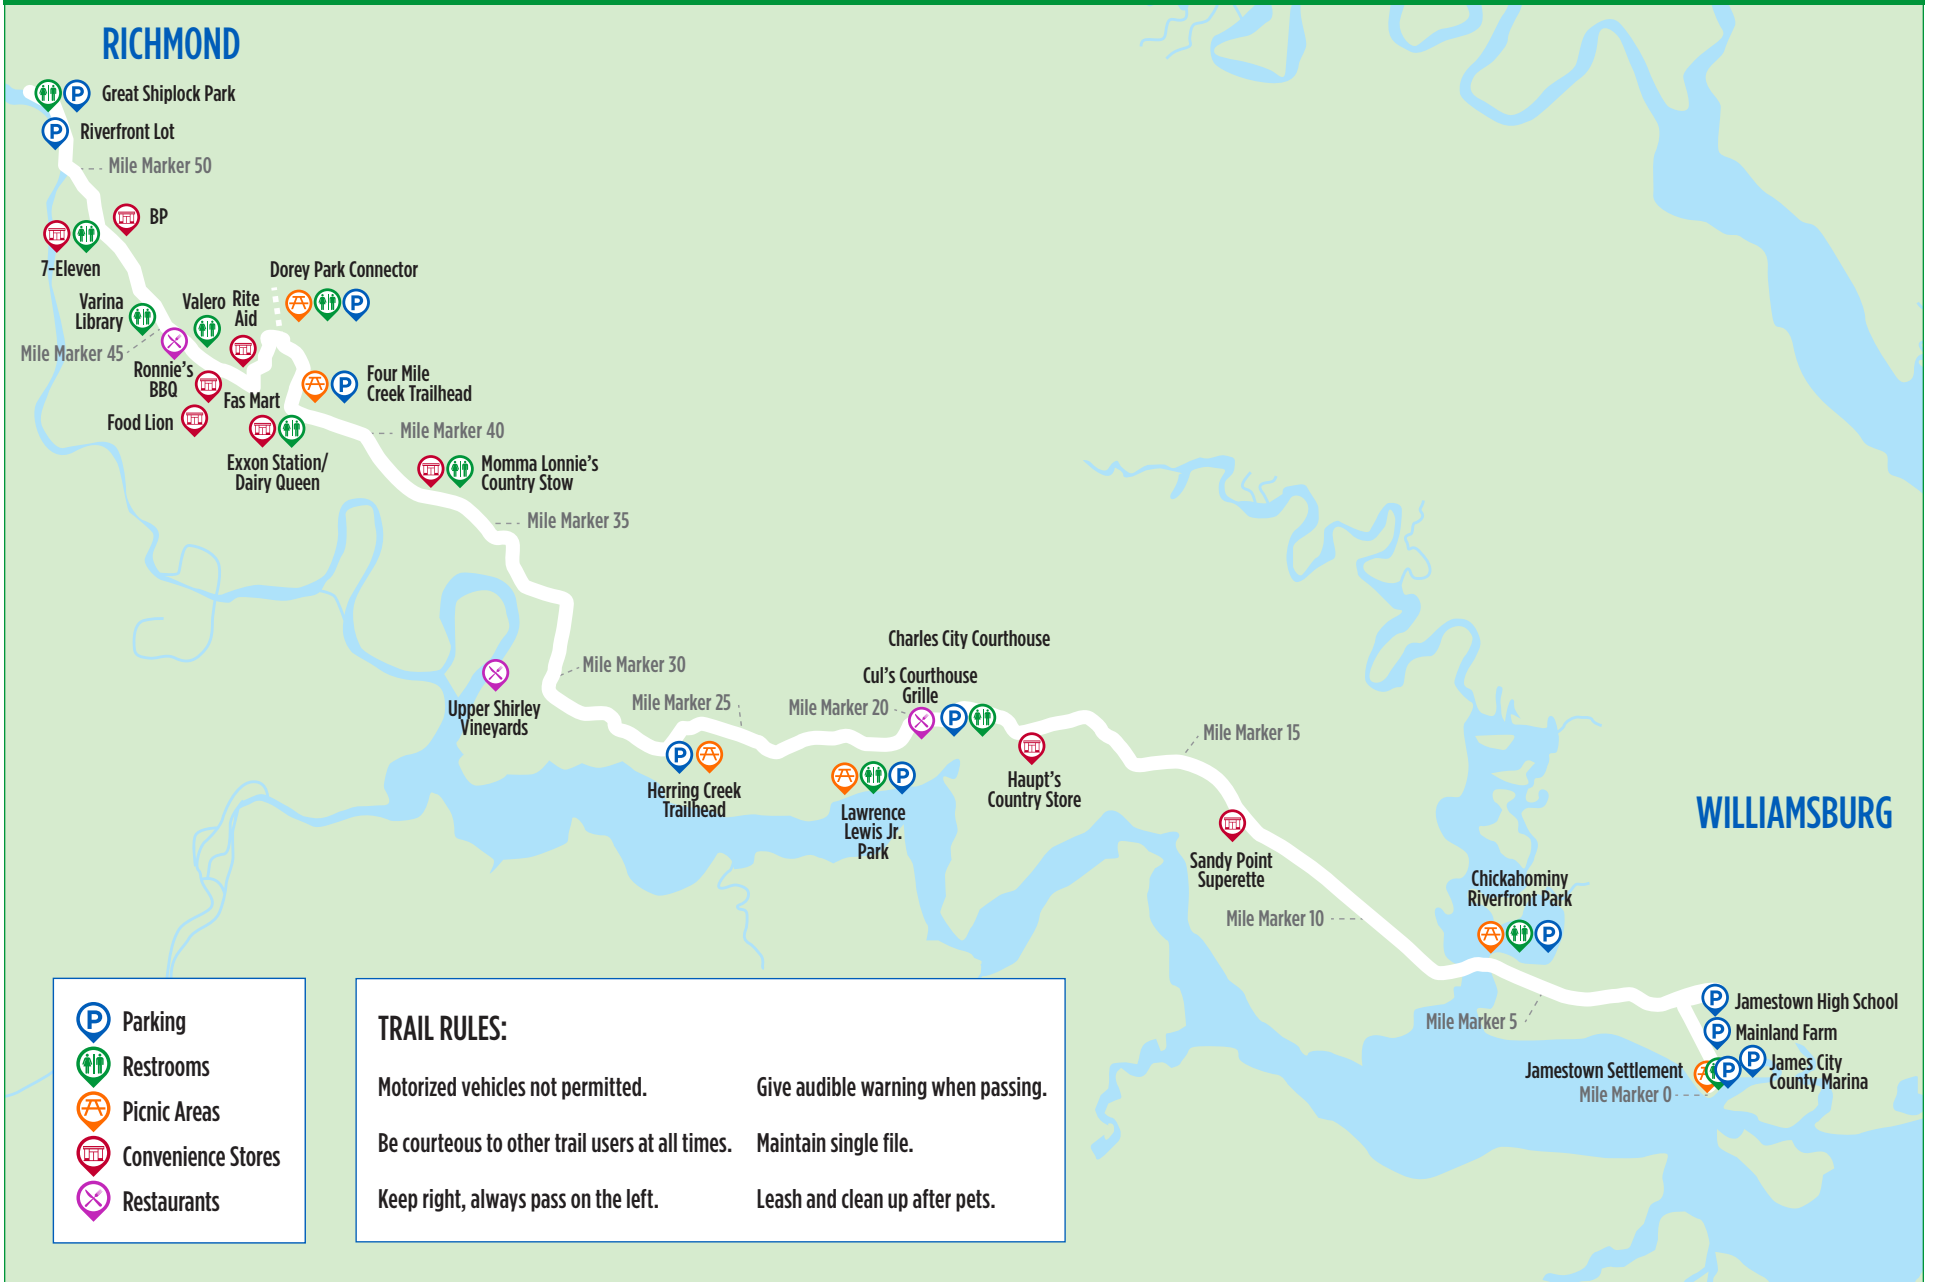 RICHMOND
P
Great Shiplock Park
P
Riverfront Lot
Mile Marker 50
BP
7-Eleven
Dorey Park Connector
P
Varina
Library
Valero
Rite
Aid
Mile Marker 45
Ronnie's
BBQ
P
Four Mile
Creek Trailhead
Fas Mart
Food Lion
Mile Marker 40
Exxon Station/
Dairy Queen
Momma Lonnie's
Country Stow
Mile Marker 35
Charles City Courthouse
Mile Marker 30
Upper Shirley
Vineyards
Mile Marker 25
Cul's Courthouse
Grille
Mile Marker 20
P
Mile Marker 15
P
Herring Creek
Trailhead
P
Lawrence
Lewis Jr.
Park
Haupt's
Country Store
WILLIAMSBURG
Sandy Point
Superette
Mile Marker 10
Chickahominy
Riverfront Park
P
Mile Marker 5
P
Jamestown High School
P
Mainland Farm
Jamestown Settlement
P
P
James City
County Marina
Mile Marker 0
P
Parking
Restrooms
Picnic Areas
Convenience Stores
Restaurants
TRAIL RULES:
Motorized vehicles not permitted.
Be courteous to other trail users at all times.
Keep right, always pass on the left.
Give audible warning when passing.
Maintain single file.
Leash and clean up after pets.